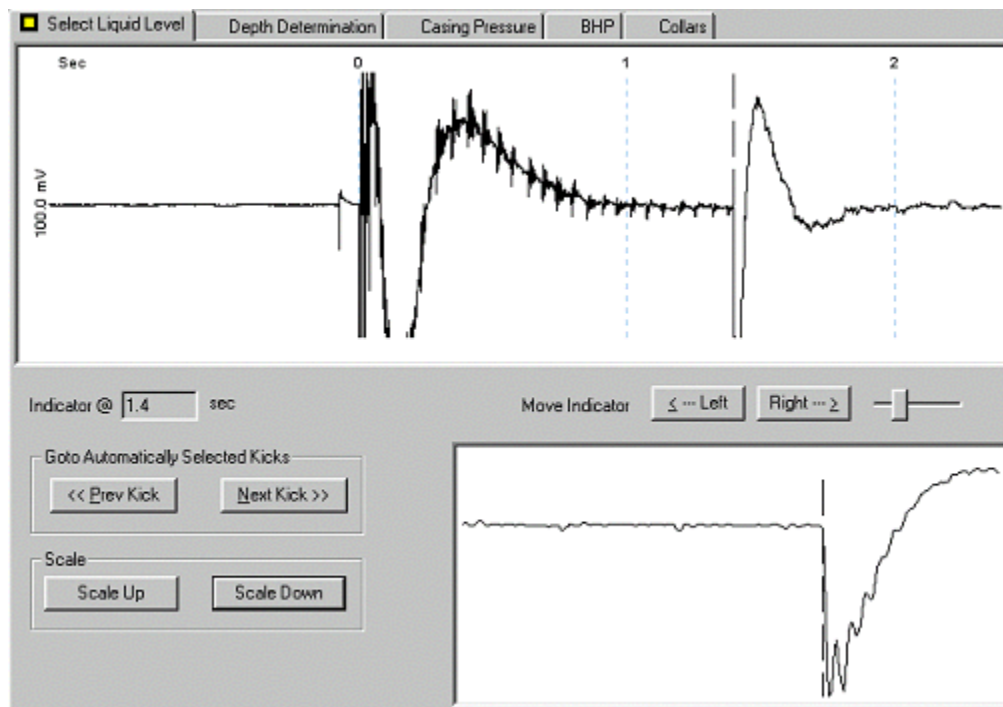 Select Liquid Level Depth Determination Casing Pressure BHP Collars
Sec 0 1 2
100.0 mV
Indicator @ 1.4 sec Move Indicator < --- Left Right --- >
Goto Automatically Selected Kicks
<< Prev Kick Next Kick >>
Scale
Scale Up Scale Down